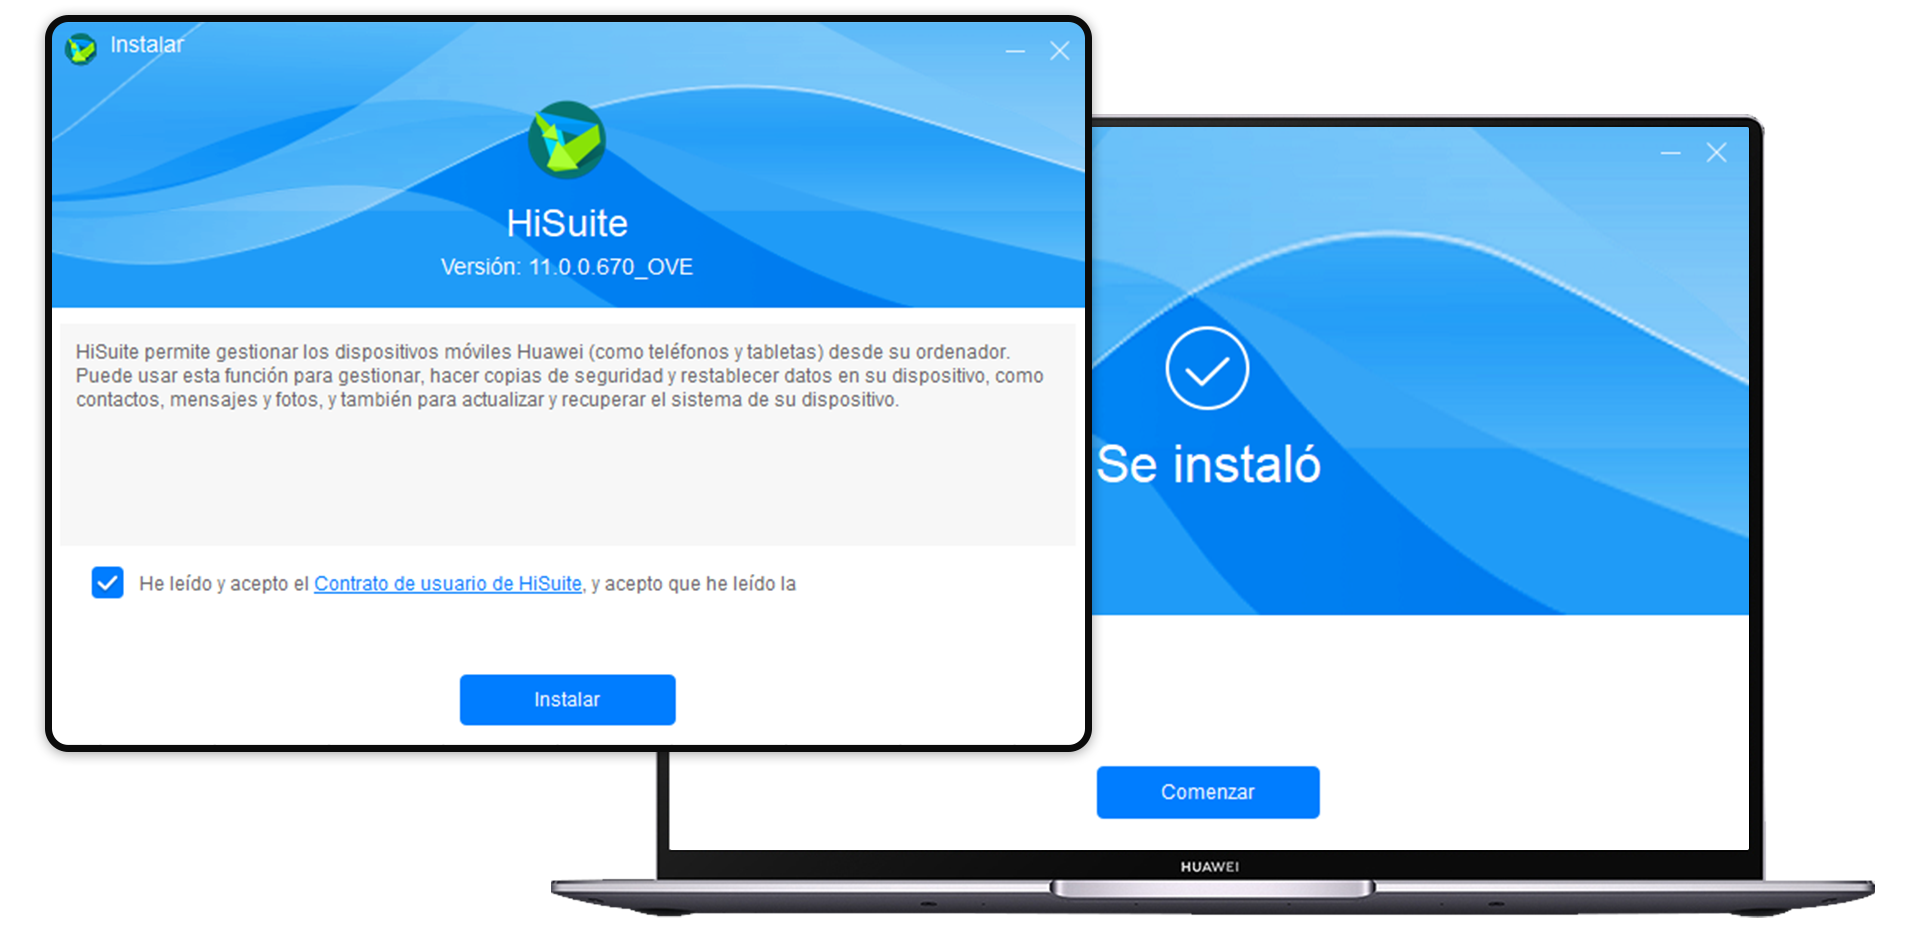 Instalar
HiSuite
Versión: 11.0.0.670_OVE
HiSuite permite gestionar los dispositivos móviles Huawei (como teléfonos y tabletas) desde su ordenador.
Puede usar esta función para gestionar, hacer copias de seguridad y restablecer datos en su dispositivo, como
contactos, mensajes y fotos, y también para actualizar y recuperar el sistema de su dispositivo.
He leído y acepto el Contrato de usuario de HiSuite, y acepto que he leído la
Instalar
Se instaló
Comenzar
HUAWEI